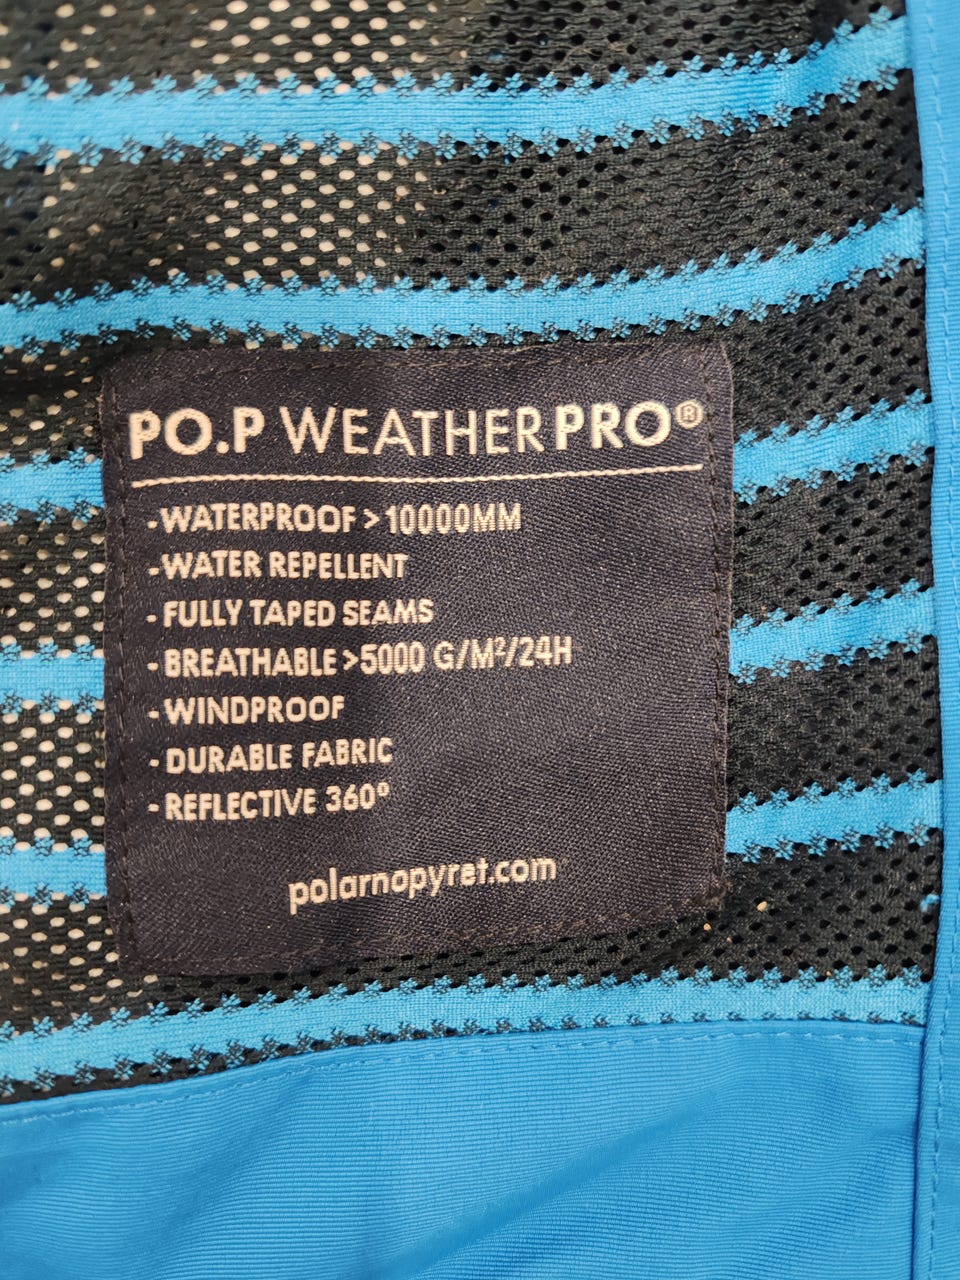 PO.P WEATHERPRO®
-WATERPROOF >10000MM
-WATER REPELLENT
-FULLY TAPED SEAMS
-BREATHABLE >5000 G/M²/24H
-WINDPROOF
-DURABLE FABRIC
-REFLECTIVE 360°
polarnopyret.com